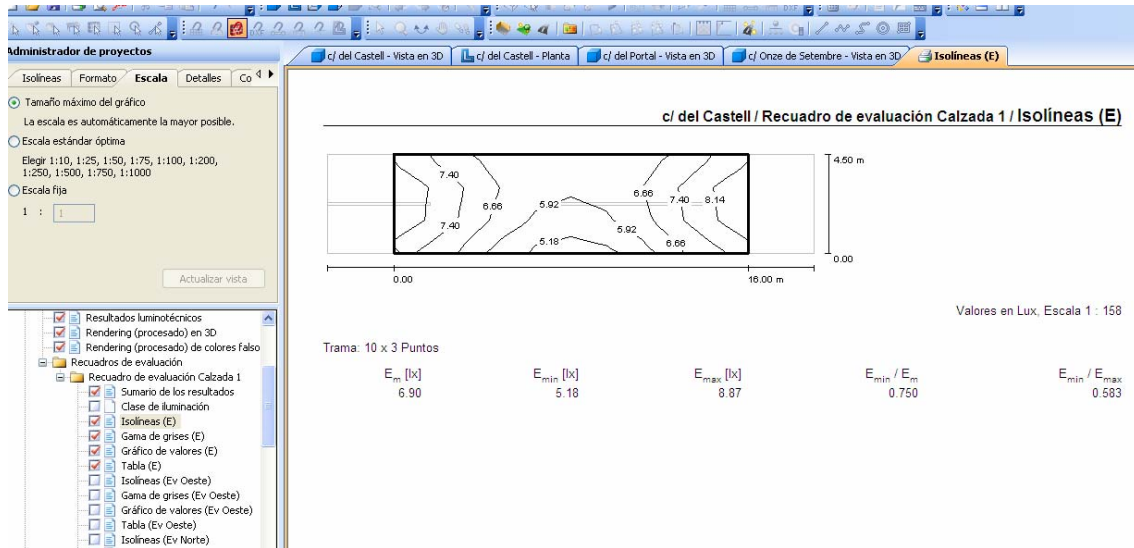 Administrador de proyectos
Isolíneas Formato Escala Detalles Co
Tamaño máximo del gráfico
La escala es automáticamente la mayor posible.
Escala estándar óptima
Elegir 1:10, 1:25, 1:50, 1:75, 1:100, 1:200,
1:250, 1:500, 1:750, 1:1000
Escala fija
1 : 1
Actualizar vista
Resultados luminotécnicos
Rendering (procesado) en 3D
Rendering (procesado) de colores falso
Recuadros de evaluación
Recuadro de evaluación Calzada 1
Sumario de los resultados
Clase de iluminación
Isolíneas (E)
Gama de grises (E)
Gráfico de valores (E)
Tabla (E)
Isolíneas (Ev Oeste)
Gama de grises (Ev Oeste)
Gráfico de valores (Ev Oeste)
Tabla (Ev Oeste)
Isolíneas (Ev Norte)
c/ del Castell - Vista en 3D c/ del Castell - Planta c/ del Portal - Vista en 3D c/ Onze de Setembre - Vista en 3D Isolíneas (E)
c/ del Castell / Recuadro de evaluación Calzada 1 / Isolíneas (E)
4.50 m
7.40
6.66 7.40 8.14
6.66 5.92
7.40 5.92
5.18 6.66
0.00
0.00 16.00 m
Valores en Lux, Escala 1 : 158
Trama: 10 x 3 Puntos
Em [lx] Emin [lx] Emax [lx] Emin / Em Emin / Emax
6.90 5.18 8.87 0.750 0.583